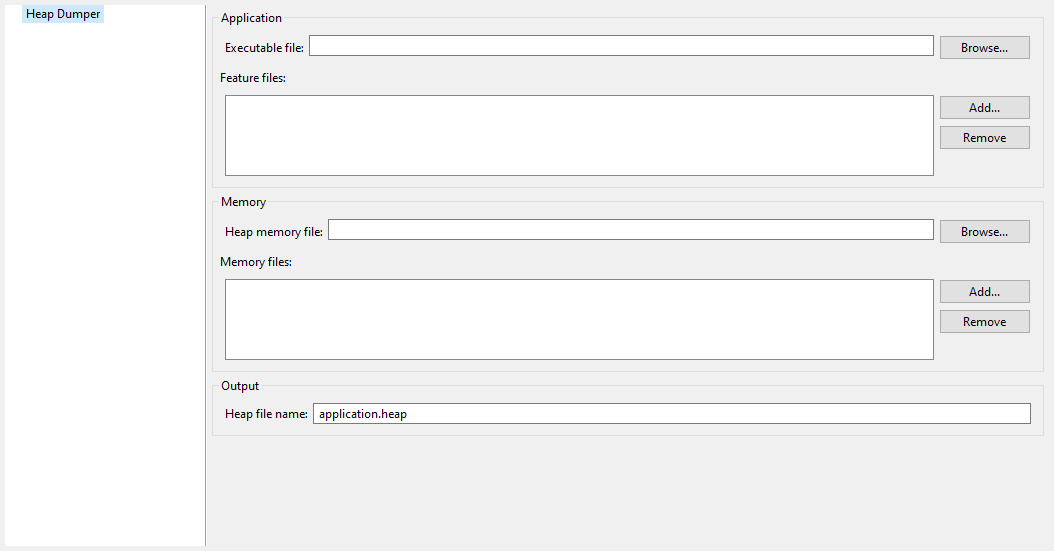 Heap Dumper
Application
Executable file:
Browse...
Feature files:
Add...
Remove
Memory
Heap memory file:
Browse...
Memory files:
Add...
Remove
Output
Heap file name: application.heap